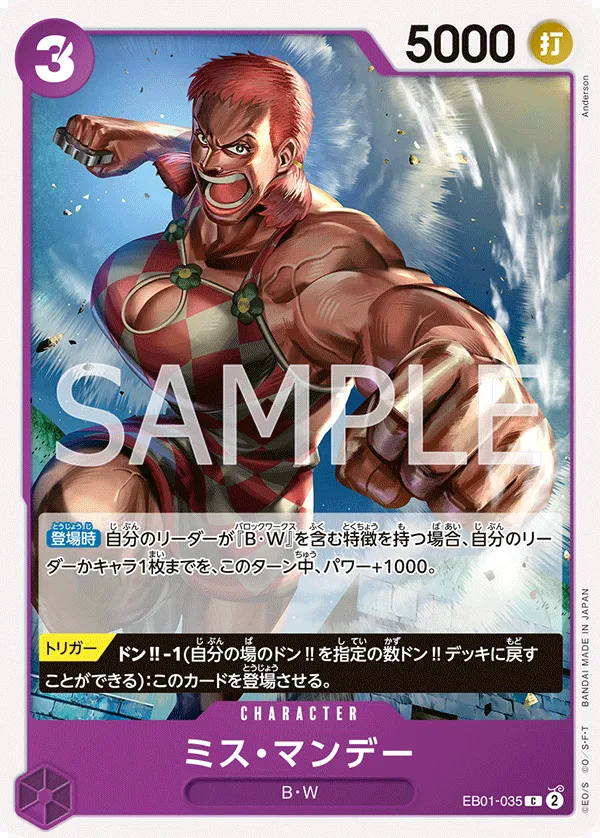 3
5000
打
Anderson
SAMPLE
登場時 自分のリーダーが『B・W』を含む特徴を持つ場合、自分のリー
ダーかキャラ1枚までを、このターン中、パワー+1000。
トリガー ドン!!-1(自分の場のドン!!を指定の数ドン!!デッキに戻す
ことができる):このカードを登場させる。
CHARACTER
ミス・マンデー
B・W
EB01-035 C 2
©E.O/S ©O/S・F・T BANDAI MADE IN JAPAN